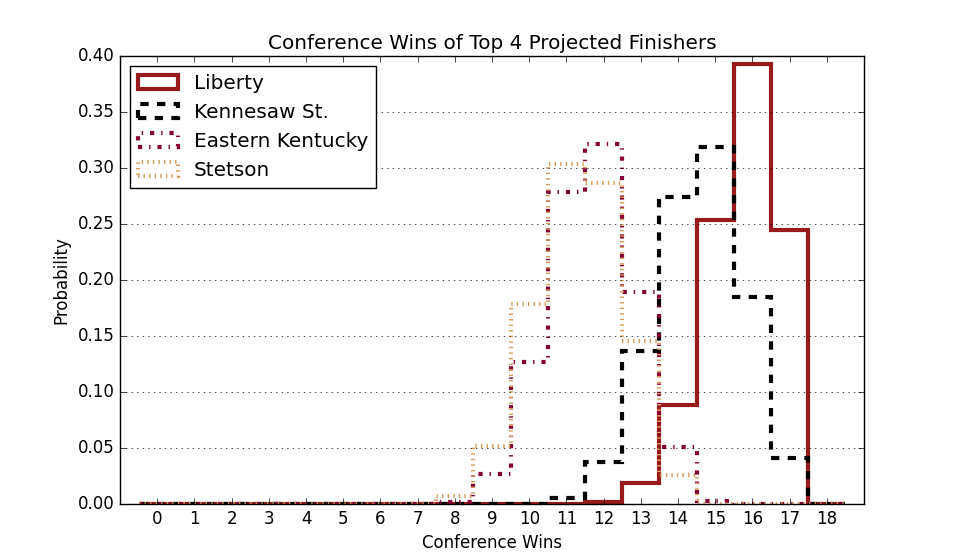 Conference Wins of Top 4 Projected Finishers
Liberty
Kennesaw St.
Eastern Kentucky
Stetson
Probability
0.40
0.35
0.30
0.25
0.20
0.15
0.10
0.05
0.00
0 1 2 3 4 5 6 7 8 9 10 11 12 13 14 15 16 17 18
Conference Wins